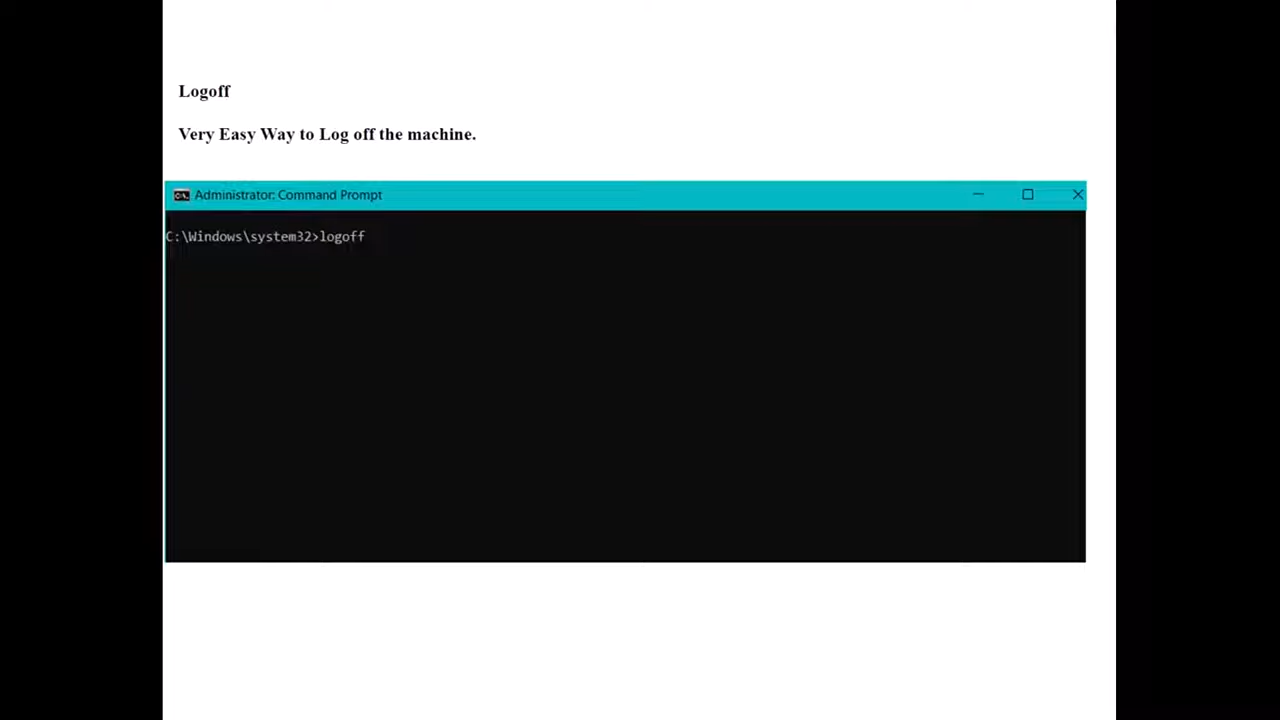 Logoff
Very Easy Way to Log off the machine.
Administrator: Command Prompt
C:\Windows\system32>logoff